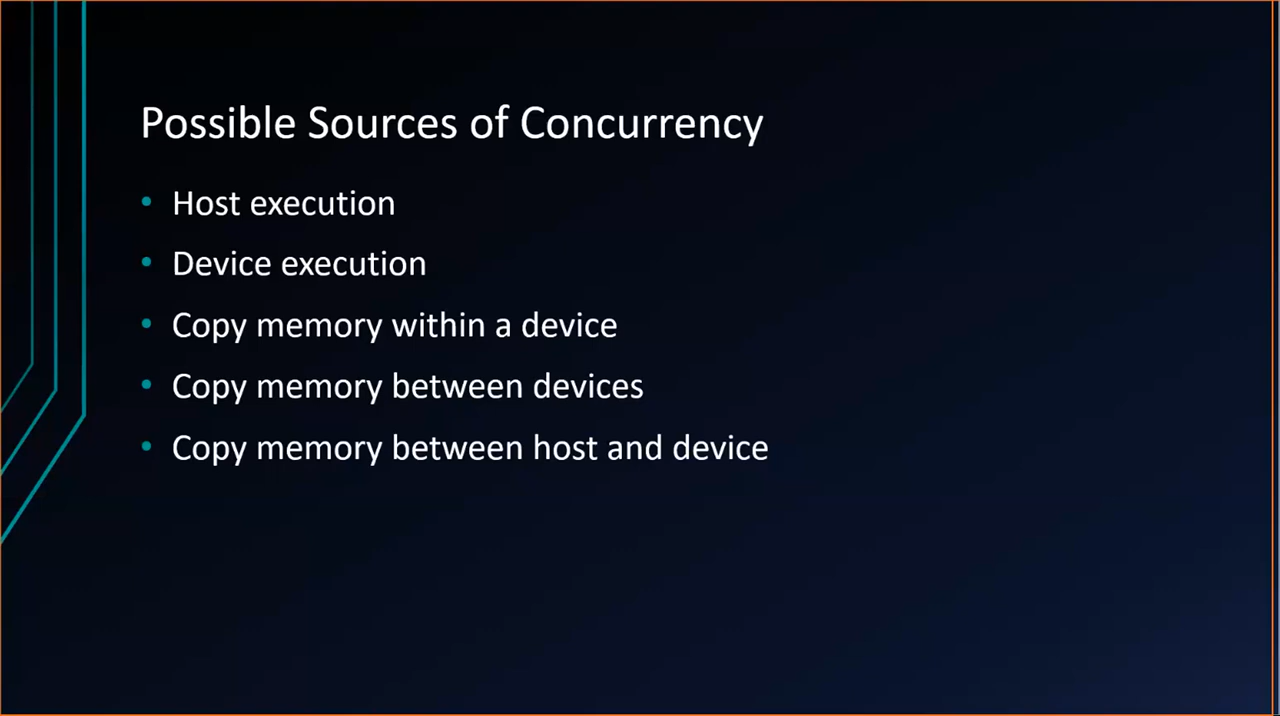 Possible Sources of Concurrency
• Host execution
• Device execution
• Copy memory within a device
• Copy memory between devices
• Copy memory between host and device